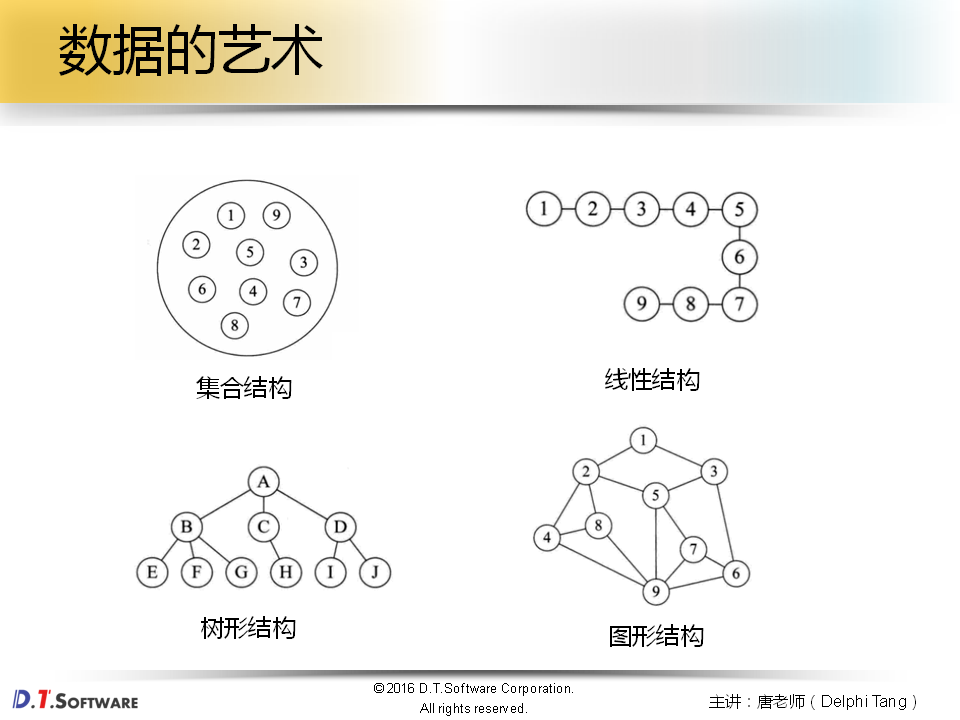 数据的艺术
1 9
2 5 3
6 4 7
8
集合结构
1 2 3 4 5
6
9 8 7
线性结构
A
B C D
E F G H I J
树形结构
1
2 3
5
8
4 7
6
9
图形结构
D.T.SOFTWARE
©2016 D.T.Software Corporation.
All rights reserved.
主讲：唐老师（Delphi Tang）